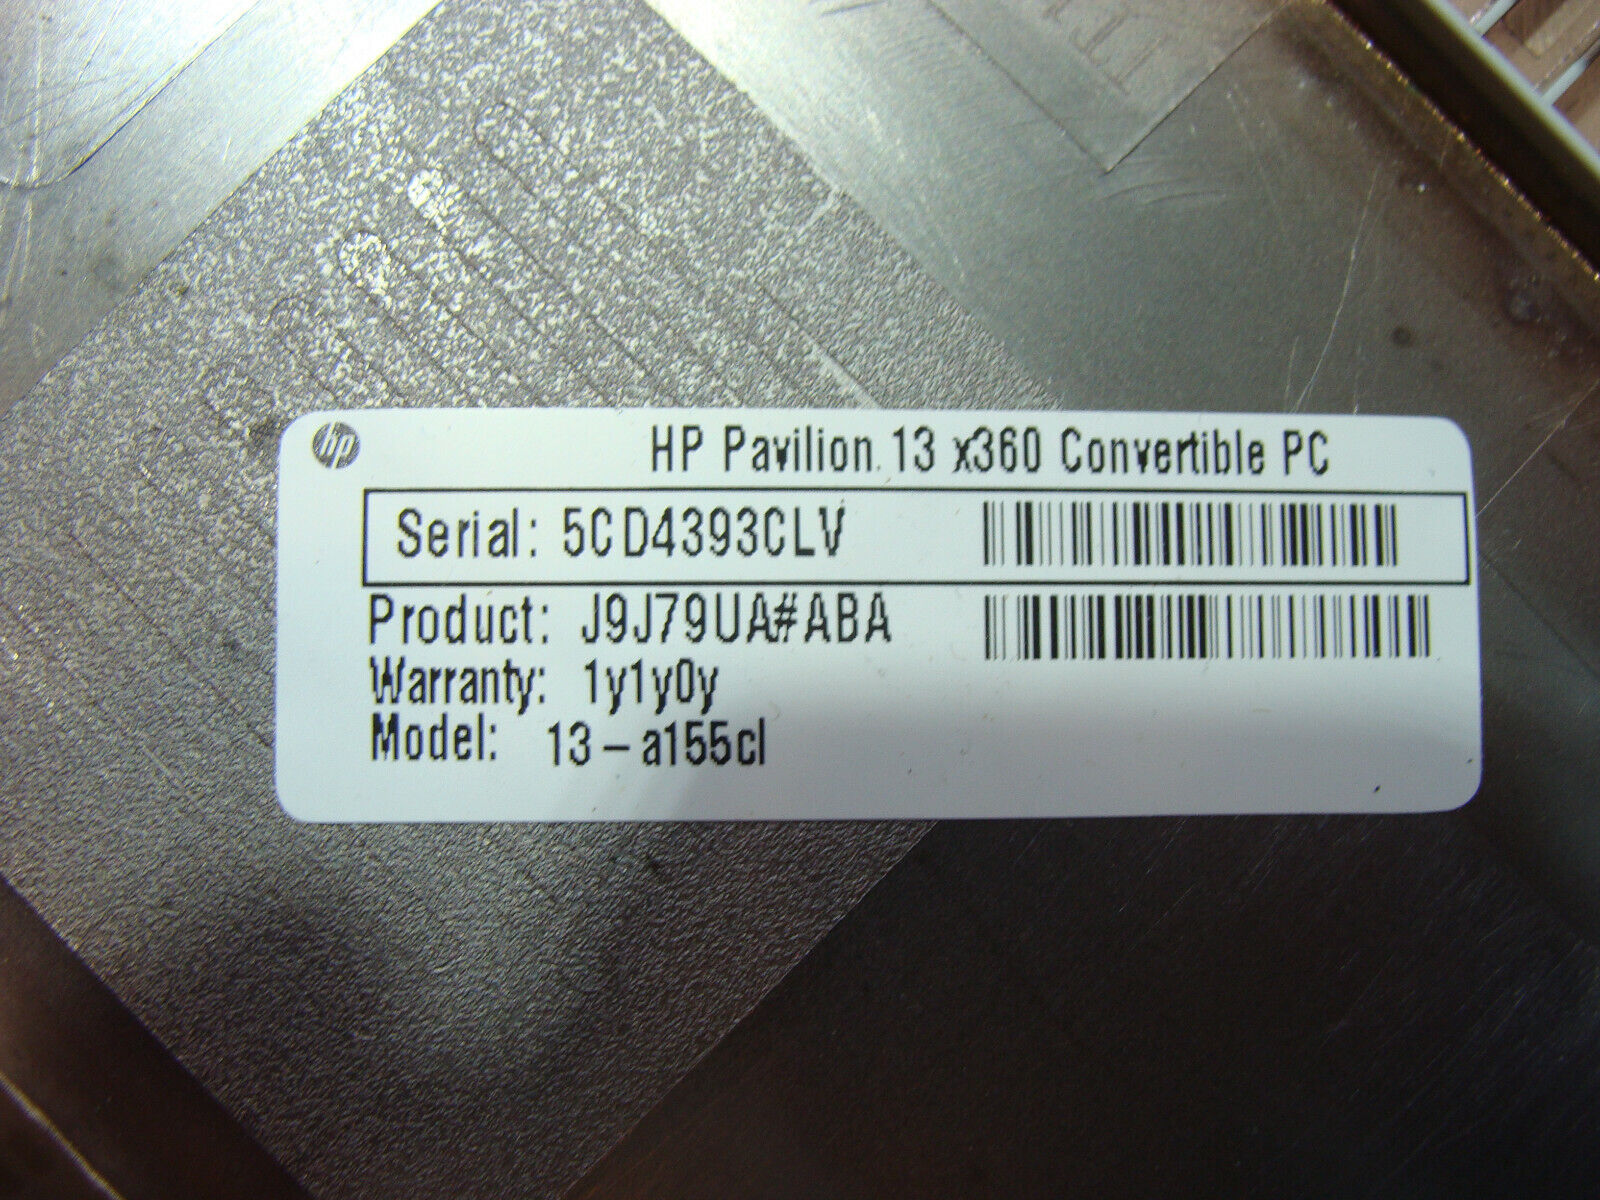 hp
HP Pavilion 13 x360 Convertible PC
Serial: 5CD4393CLV
Product: J9J79UA#ABA
Warranty: 1y1y0y
Model: 13-a155cl